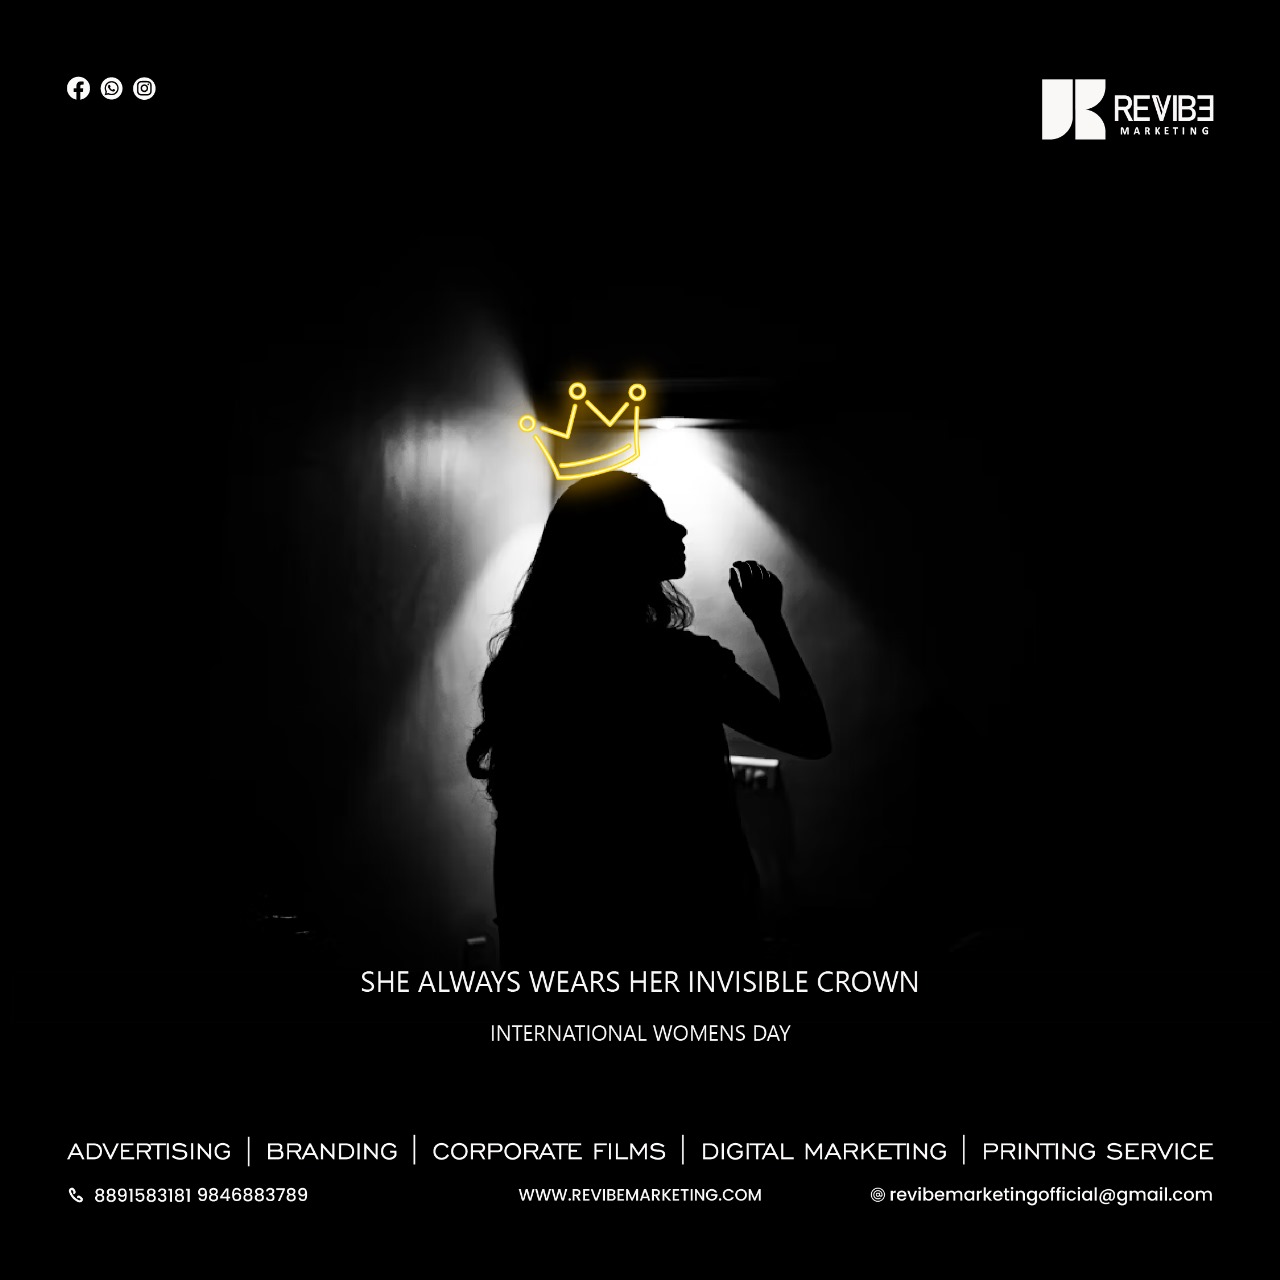 REVIBE
MARKETING
SHE ALWAYS WEARS HER INVISIBLE CROWN
INTERNATIONAL WOMENS DAY
ADVERTISING | BRANDING | CORPORATE FILMS | DIGITAL MARKETING | PRINTING SERVICE
8891583181 9846883789 WWW.REVIBEMARKETING.COM @ revibemarketingofficial@gmail.com